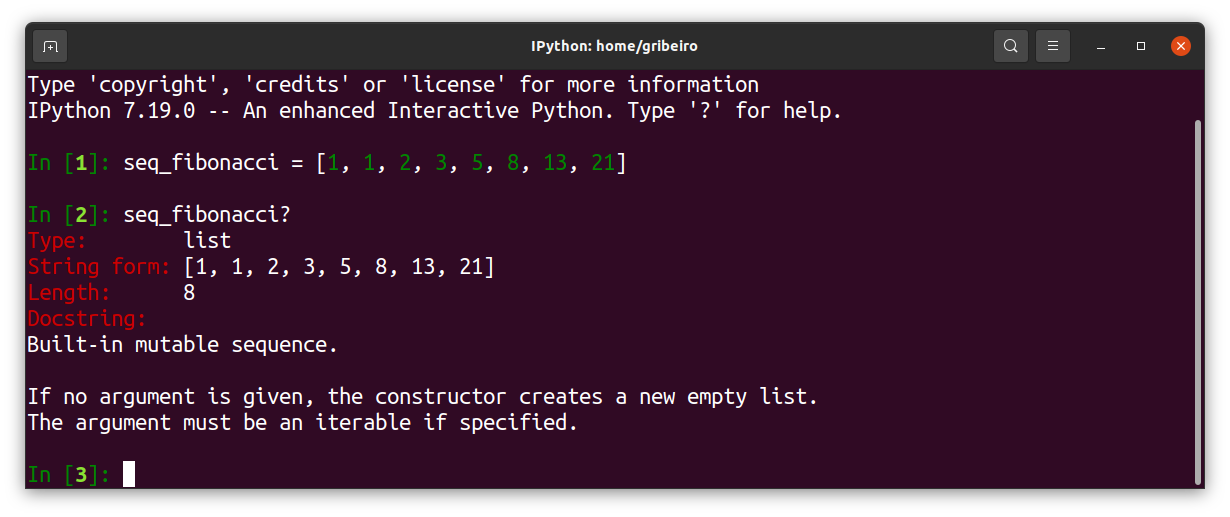 IPython: home/gribeiro
Type 'copyright', 'credits' or 'license' for more information
IPython 7.19.0 -- An enhanced Interactive Python. Type '?' for help.
In [1]: seq_fibonacci = [1, 1, 2, 3, 5, 8, 13, 21]
In [2]: seq_fibonacci?
Type:        list
String form: [1, 1, 2, 3, 5, 8, 13, 21]
Length:      8
Docstring:
Built-in mutable sequence.
If no argument is given, the constructor creates a new empty list.
The argument must be an iterable if specified.
In [3]: